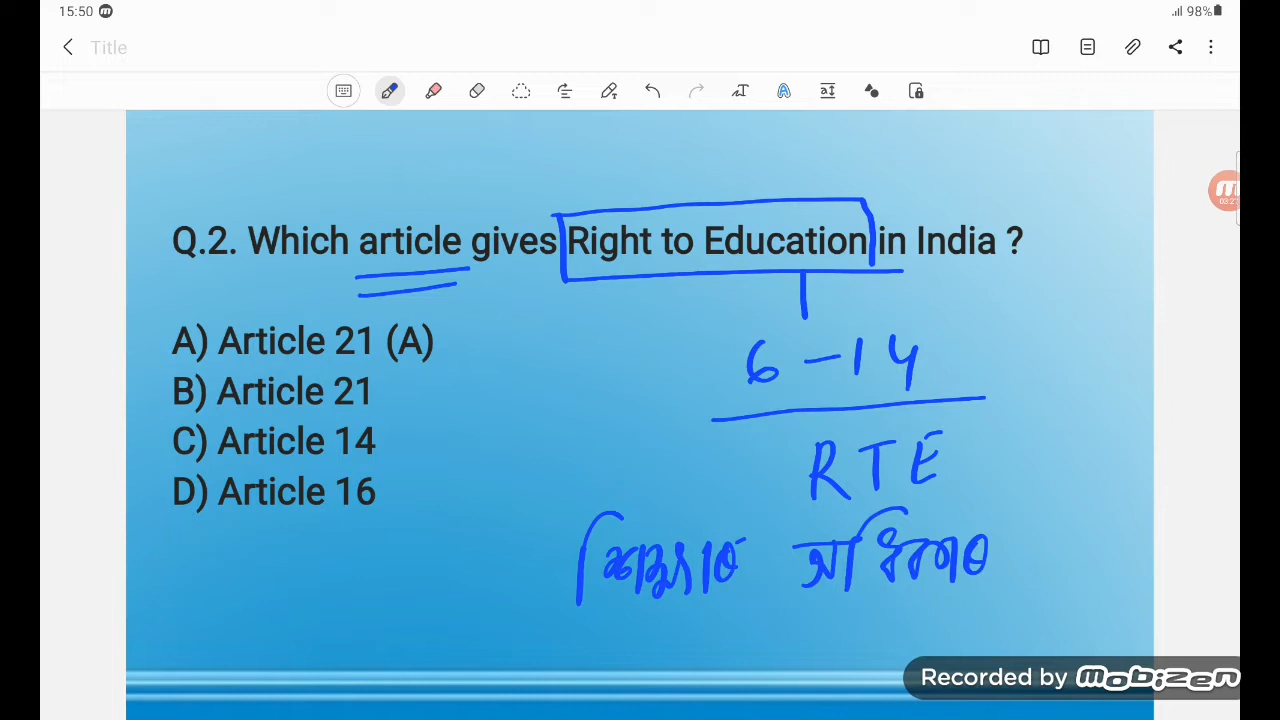 15:50
98%
Title
Q.2. Which article gives Right to Education in India ?
A) Article 21 (A)
B) Article 21
C) Article 14
D) Article 16
6 – 14
RTE
শিক্ষাৰ অধিকাৰ
Recorded by mobizen